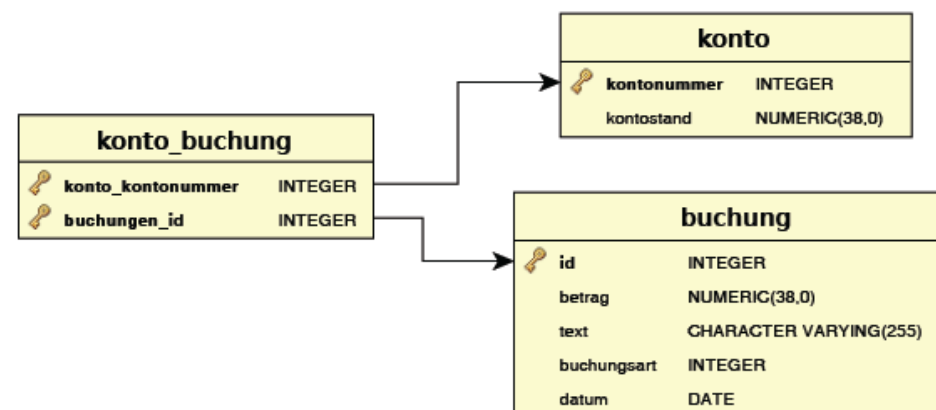 konto
kontonummer INTEGER
kontostand NUMERIC(38,0)
konto_buchung
konto_kontonummer INTEGER
buchungen_id INTEGER
buchung
id INTEGER
betrag NUMERIC(38,0)
text CHARACTER VARYING(255)
buchungsart INTEGER
datum DATE